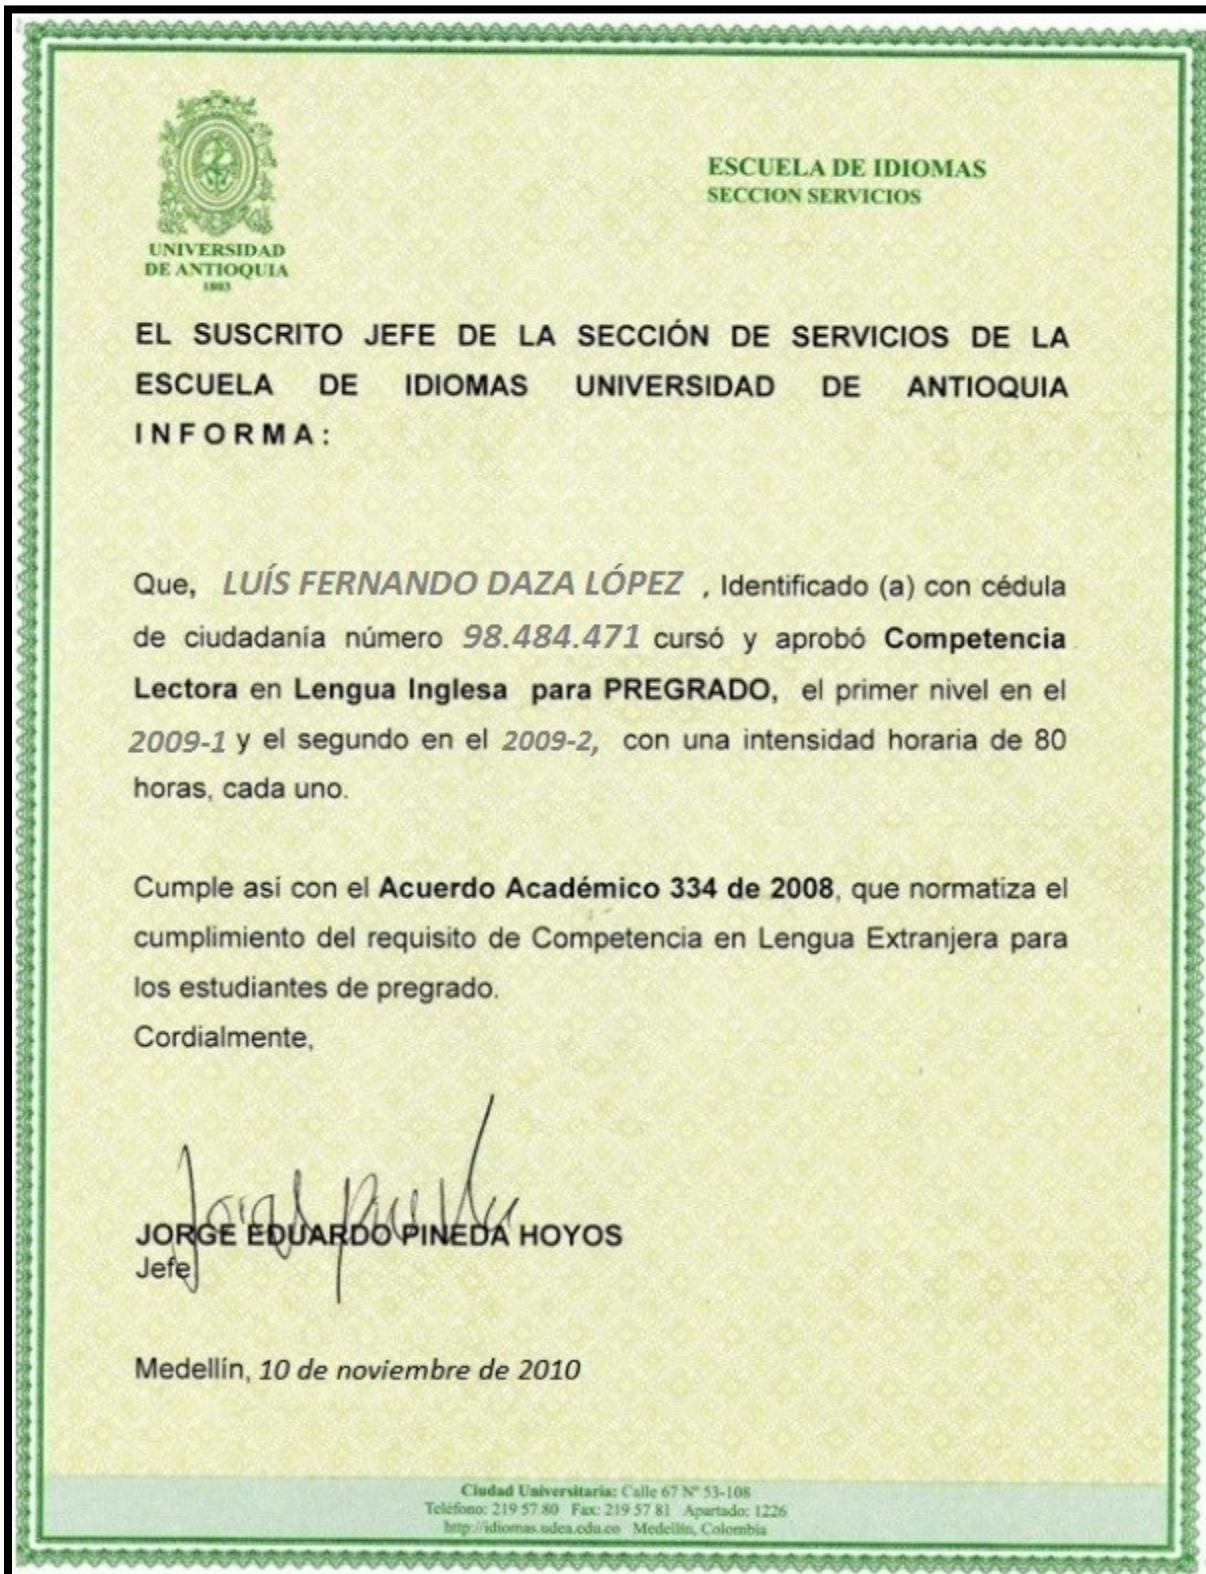 UNIVERSIDAD
DE ANTIOQUIA
1803
ESCUELA DE IDIOMAS
SECCION SERVICIOS
EL SUSCRITO JEFE DE LA SECCIÓN DE SERVICIOS DE LA
ESCUELA DE IDIOMAS UNIVERSIDAD DE ANTIOQUIA
INFORMA:
Que, LUÍS FERNANDO DAZA LÓPEZ , Identificado (a) con cédula
de ciudadanía número 98.484.471 cursó y aprobó Competencia
Lectora en Lengua Inglesa para PREGRADO, el primer nivel en el
2009-1 y el segundo en el 2009-2, con una intensidad horaria de 80
horas, cada uno.
Cumple así con el Acuerdo Académico 334 de 2008, que normatiza el
cumplimiento del requisito de Competencia en Lengua Extranjera para
los estudiantes de pregrado.
Cordialmente,
JORGE EDUARDO PINEDA HOYOS
Jefe
Medellín, 10 de noviembre de 2010
Ciudad Universitaria: Calle 67 Nº 53-108
Teléfono: 219 57 80 Fax: 219 57 81 Apartado: 1226
http://idiomas.udea.edu.co Medellín, Colombia